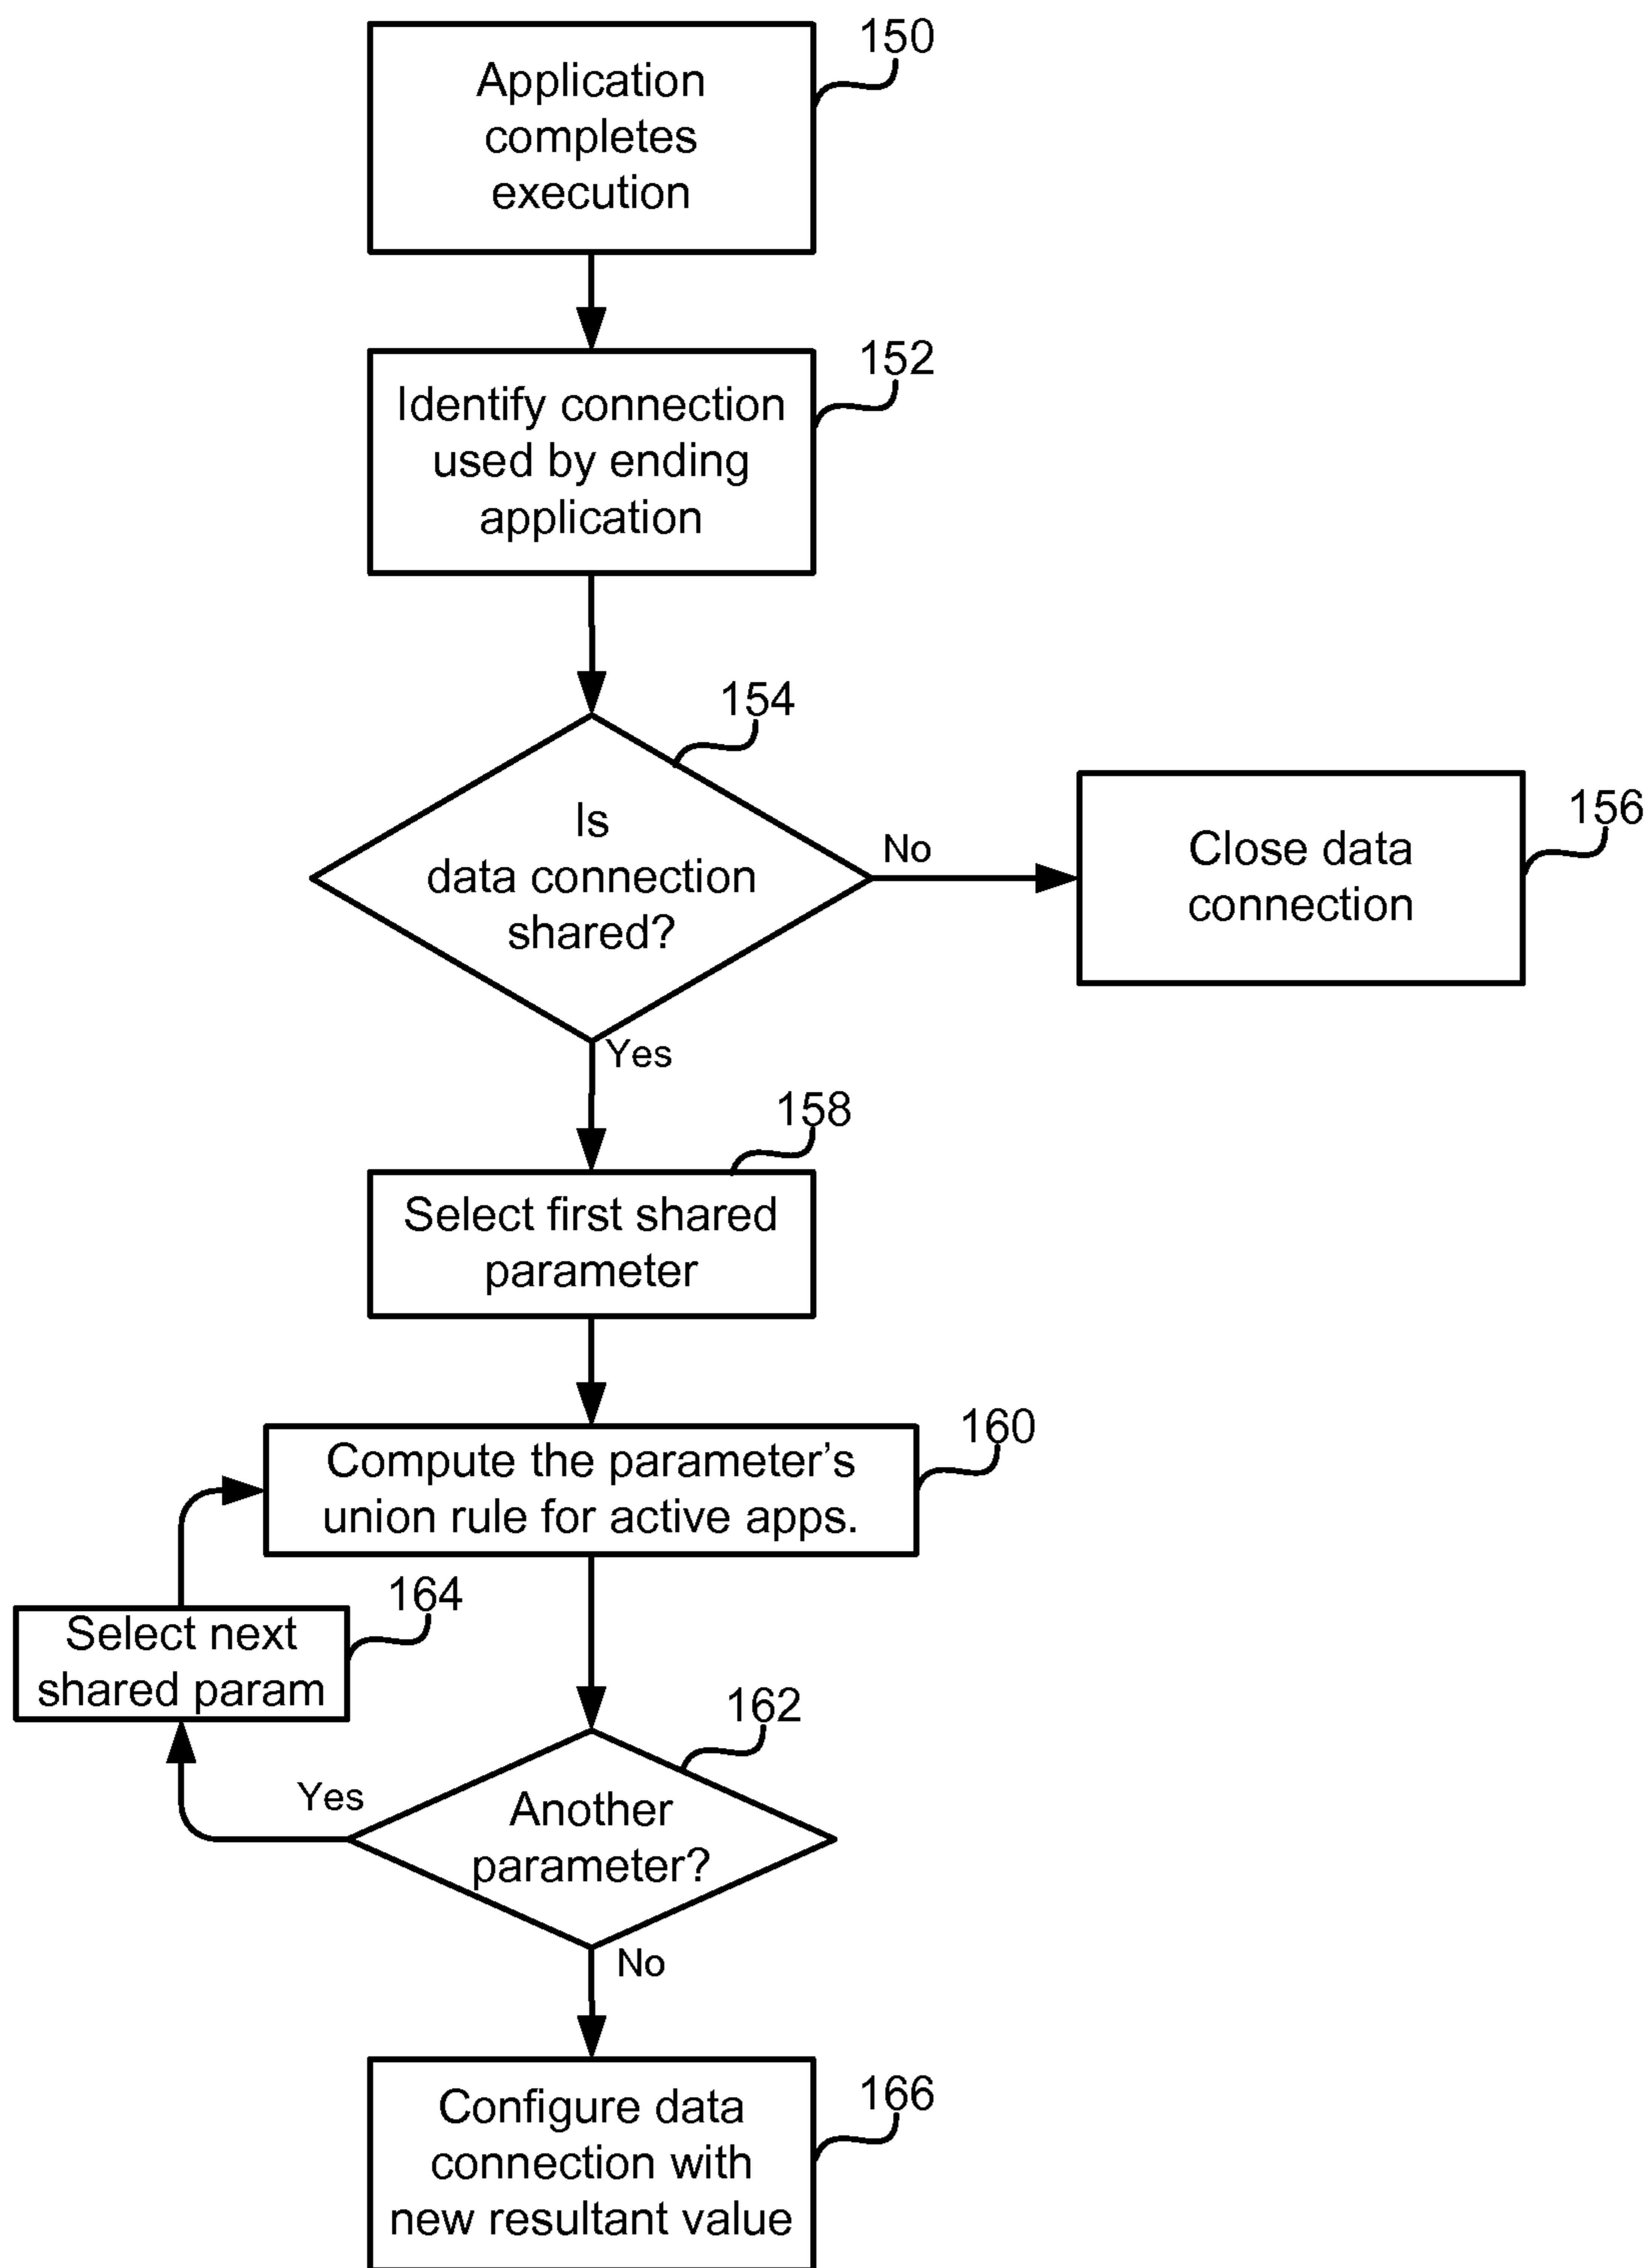 150
Application
completes
execution
152
Identify connection
used by ending
application
154
Is
data connection
shared?
No
156
Close data
connection
Yes
158
Select first shared
parameter
160
Compute the parameter's
union rule for active apps.
164
Select next
shared param
162
Yes
Another
parameter?
No
166
Configure data
connection with
new resultant value